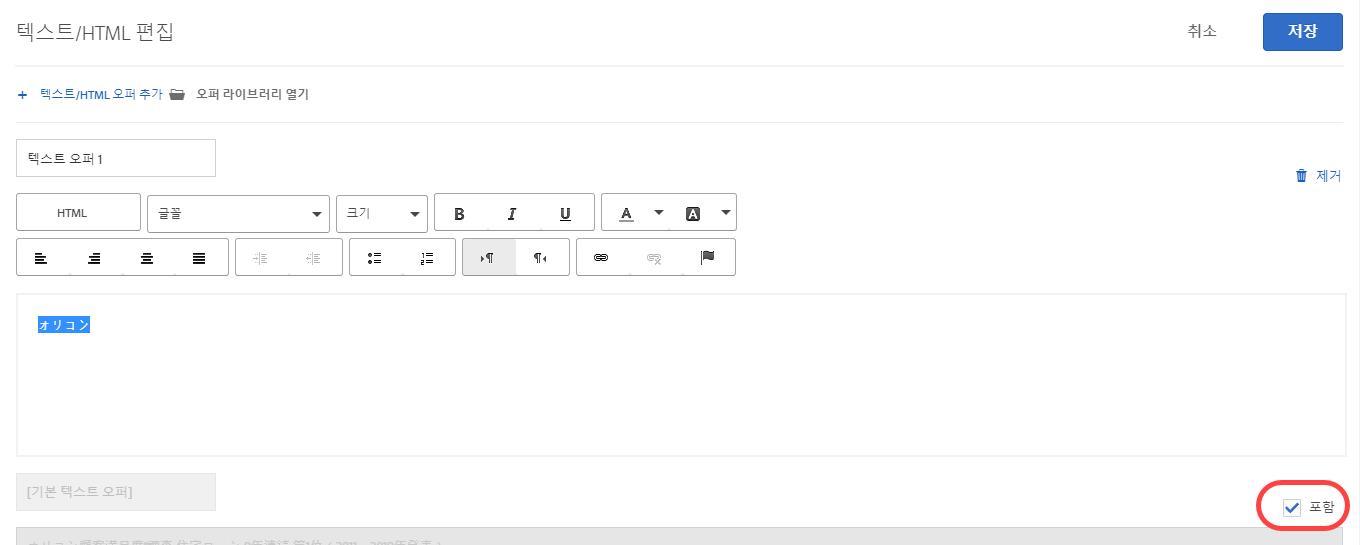 텍스트/HTML 편집
취소
저장
+ 텍스트/HTML 오퍼 추가 오퍼 라이브러리 열기
텍스트 오퍼 1
제거
HTML 글꼴 크기 B I U A A
オリコン
[기본 텍스트 오퍼]
포함